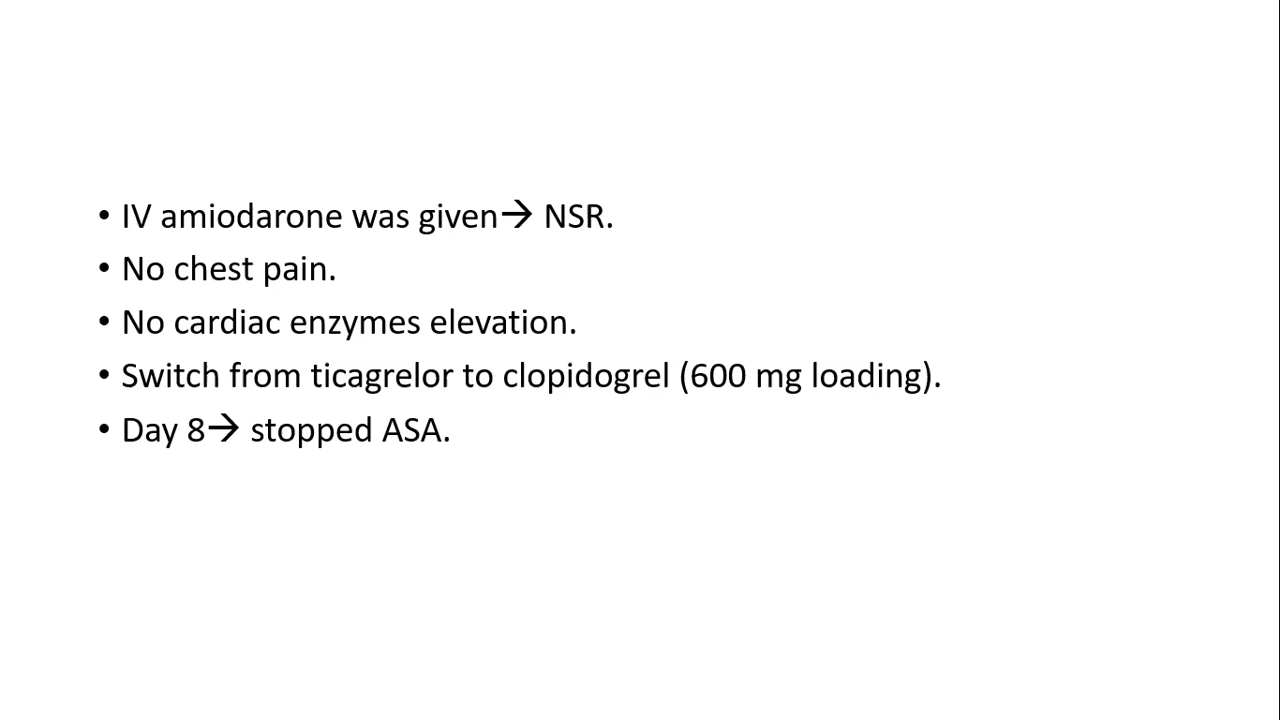 • IV amiodarone was given→ NSR.
• No chest pain.
• No cardiac enzymes elevation.
• Switch from ticagrelor to clopidogrel (600 mg loading).
• Day 8→ stopped ASA.